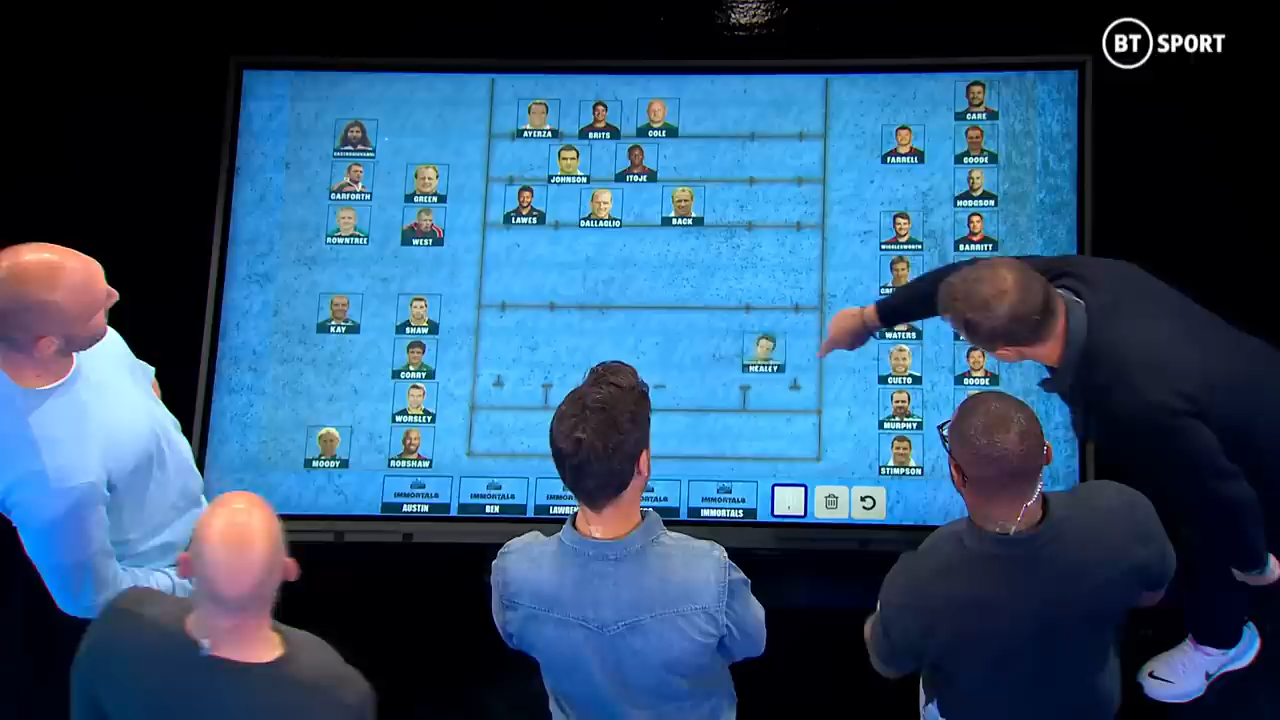 BT SPORT
CARE
AYERZA
BRITS
COLE
FARRELL
GOODE
JOHNSON
ITOJE
GARFORTH
GREEN
HODGSON
LAWES
DALLAGLIO
BACK
ROWNTREE
WEST
WIGGLESWORTH
BARRITT
KAY
SHAW
WATERS
HEALEY
CORRY
CUETO
GOODE
WORSLEY
MURPHY
MOODY
ROBSHAW
STIMPSON
IMMORTALS
IMMORTALS
IMMORTALS
AUSTIN
BEN
IMMORTALS